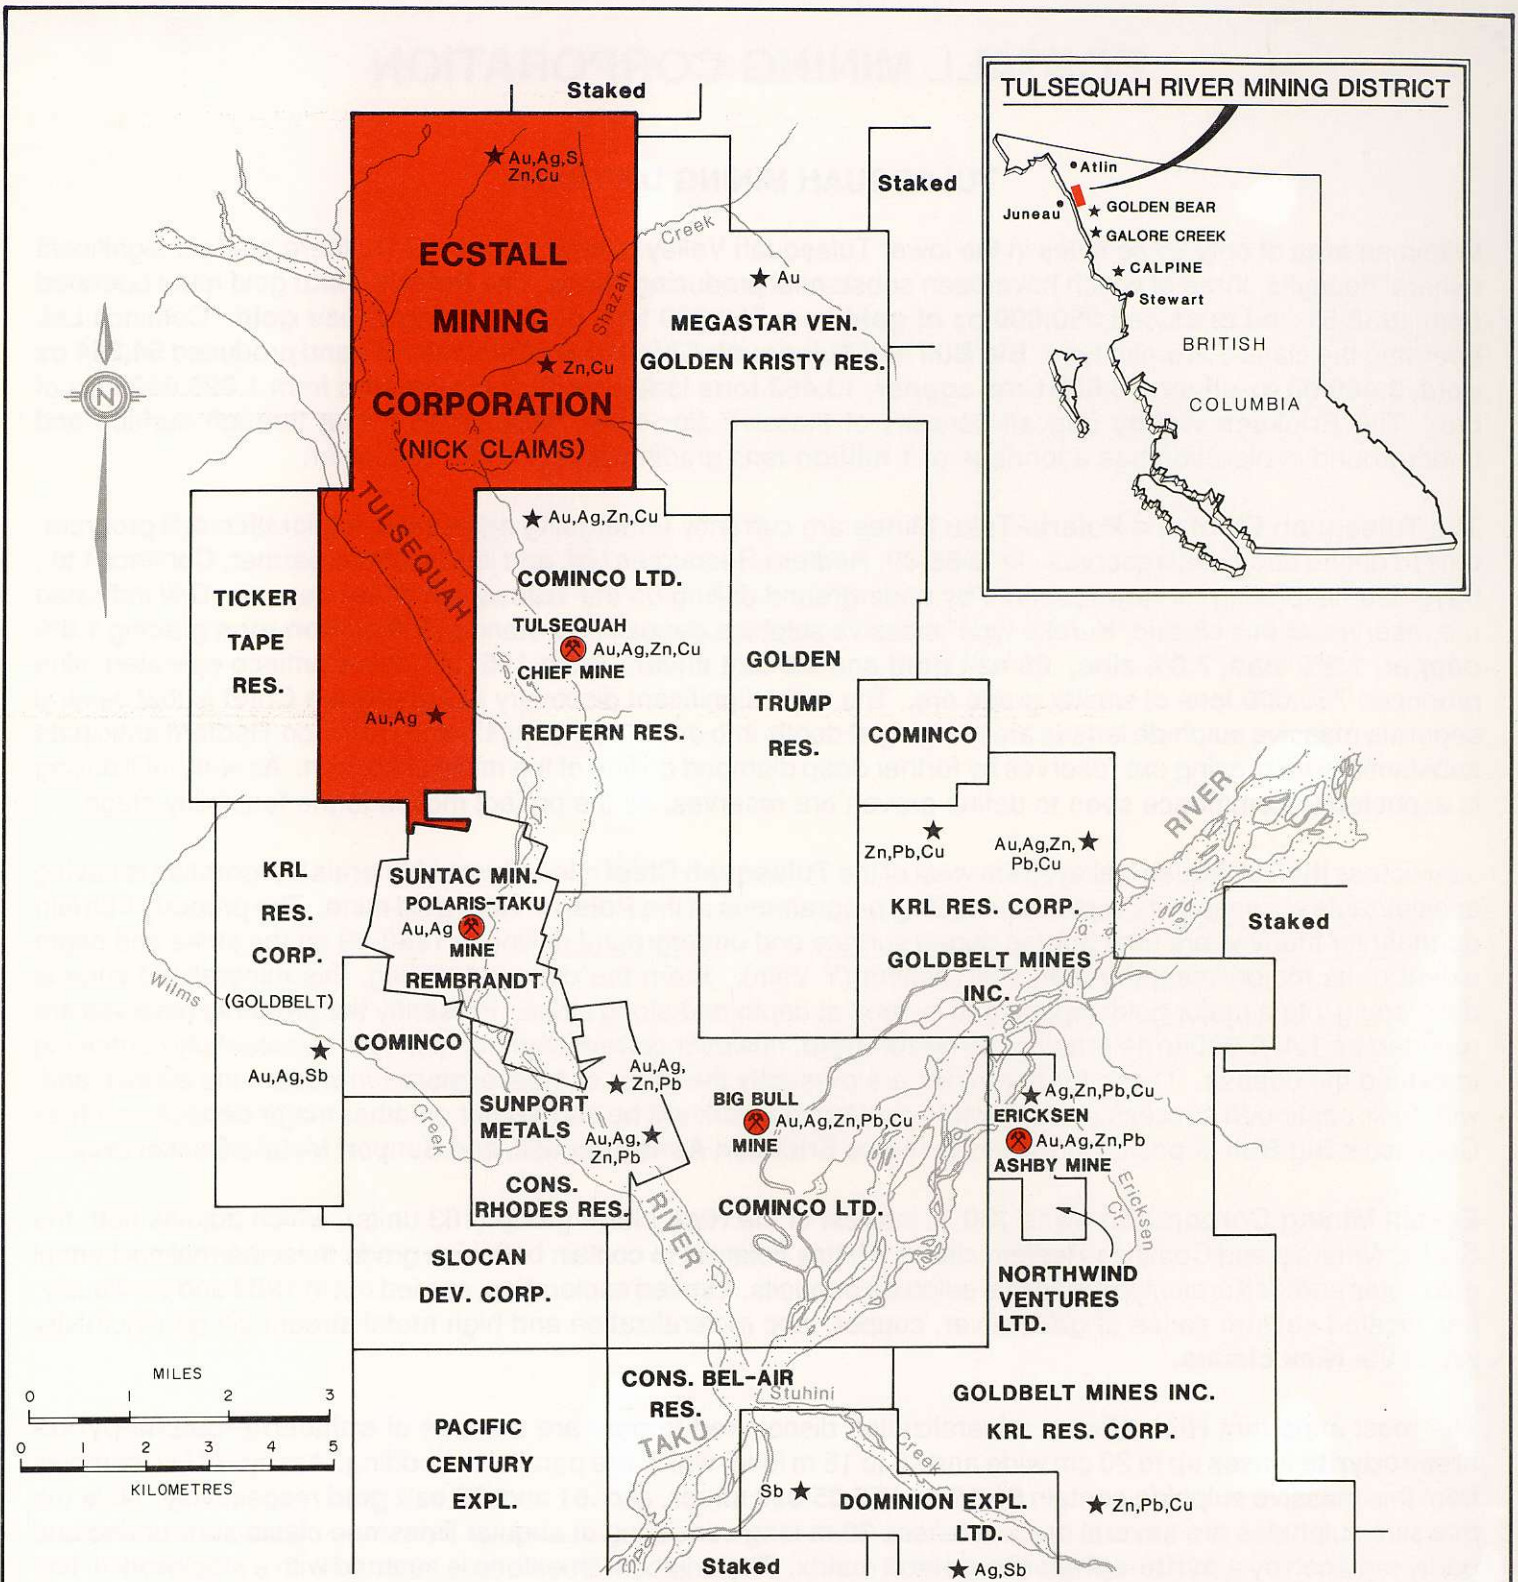 Staked
TULSEQUAH RIVER MINING DISTRICT
Atlin
Juneau
GOLDEN BEAR
GALORE CREEK
CALPINE
Stewart
BRITISH
COLUMBIA
Au,Ag,S,
Zn,Cu
Staked
Creek
Shazah
ECSTALL
MINING
CORPORATION
(NICK CLAIMS)
Zn,Cu
Au
MEGASTAR VEN.
GOLDEN KRISTY RES.
N
TULSEQUAH
Au,Ag,Zn,Cu
COMINCO LTD.
TULSEQUAH
Au,Ag,Zn,Cu
CHIEF MINE
REDFERN RES.
TICKER
TAPE
RES.
Au,Ag
GOLDEN
TRUMP
RES.
COMINCO
RIVER
Zn,Pb,Cu
Au,Ag,Zn,
Pb,Cu
KRL RES. CORP.
GOLDBELT MINES
INC.
Staked
KRL
RES.
CORP.
(GOLDBELT)
Wilms
Au,Ag,Sb
SUNTAC MIN.
POLARIS-TAKU
Au,Ag
MINE
REMBRANDT
COMINCO
Creek
Au,Ag,
Zn,Pb
SUNPORT
METALS
Au,Ag,
Zn,Pb
CONS.
RHODES RES.
RIVER
BIG BULL
Au,Ag,Zn,Pb,Cu
MINE
COMINCO LTD.
Ag,Zn,Pb,Cu
ERICKSEN
Au,Ag,Zn,Pb
ASHBY MINE
Ericksen
Cr.
NORTHWIND
VENTURES
LTD.
SLOCAN
DEV. CORP.
MILES
0 1 2 3
0 1 2 3 4 5
KILOMETRES
PACIFIC
CENTURY
EXPL.
CONS. BEL-AIR
RES.
TAKU
Stuhini
Creek
GOLDBELT MINES INC.
KRL RES. CORP.
Sb
DOMINION EXPL.
LTD.
Zn,Pb,Cu
Ag,Sb
Staked